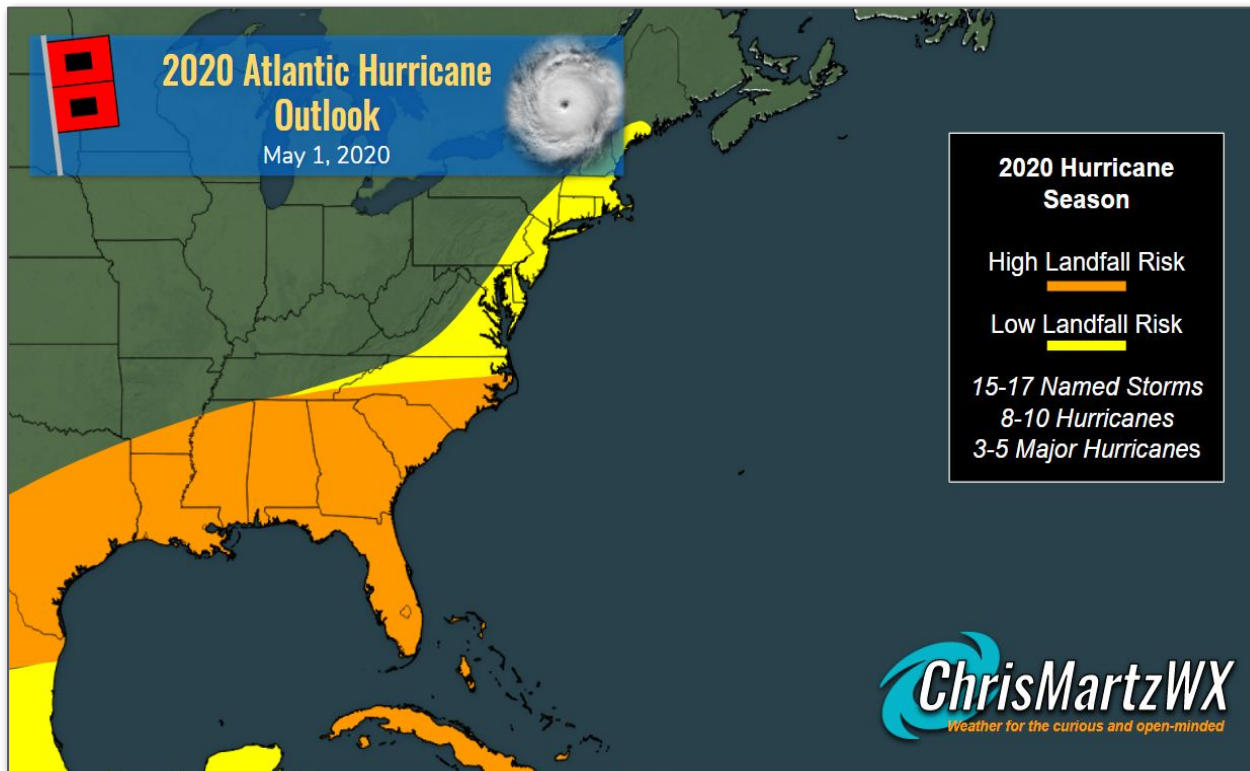 2020 Atlantic Hurricane
Outlook
May 1, 2020
2020 Hurricane
Season
High Landfall Risk
Low Landfall Risk
15-17 Named Storms
8-10 Hurricanes
3-5 Major Hurricanes
ChrisMartzWX
Weather for the curious and open-minded